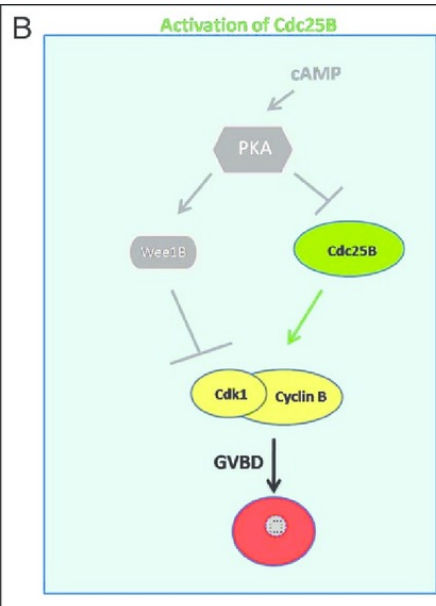 B
Activation of Cdc25B
cAMP
PKA
Wee1B
Cdc25B
Cdk1
Cyclin B
GVBD